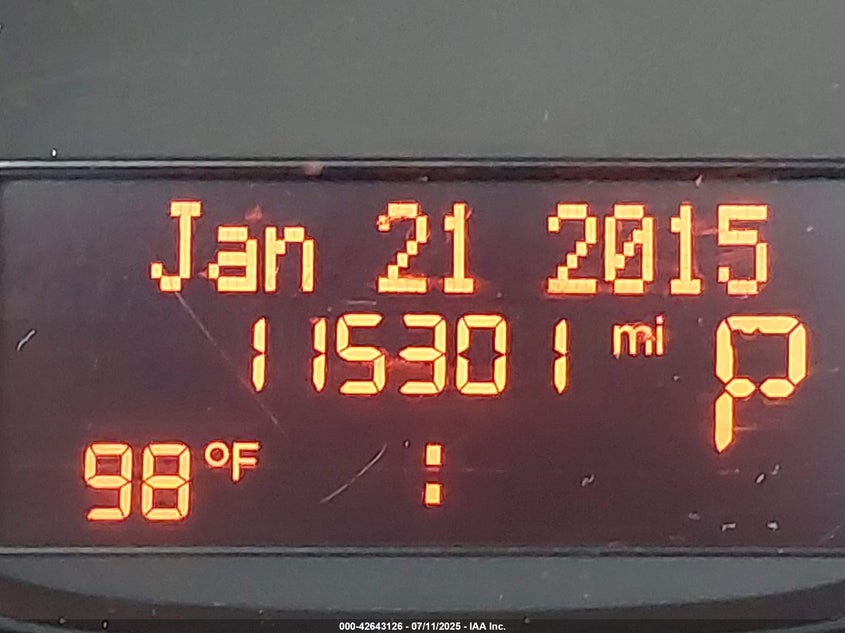 Jan 21 2015
115301 mi P
98°F :
000-42643126 - 07/11/2025 - IAA Inc.